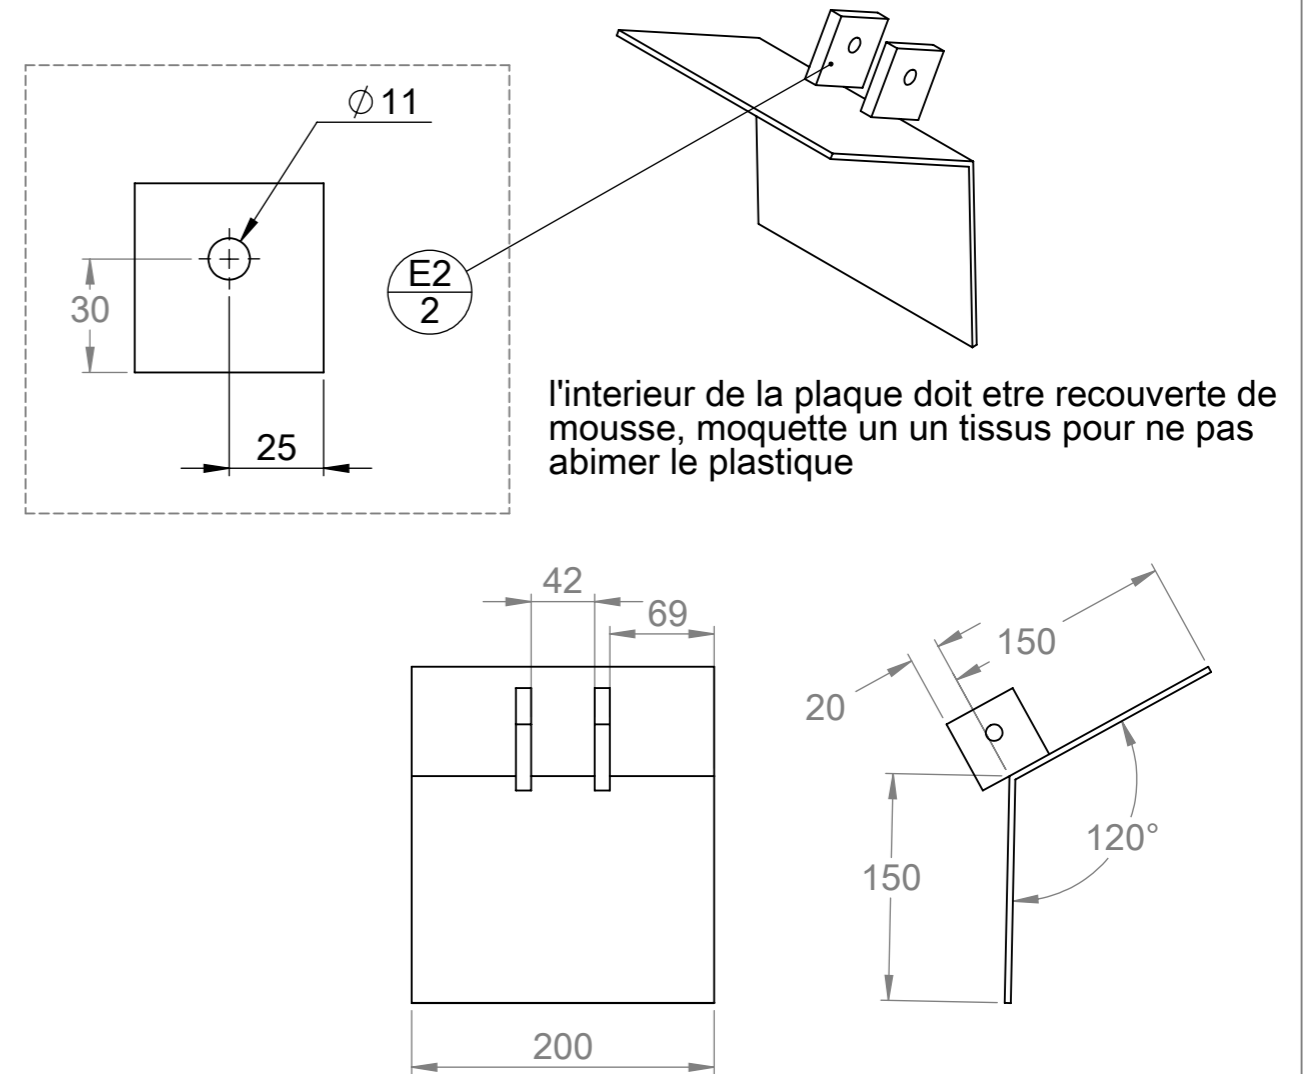 ⌀ 11
30
25
E2
2
l'interieur de la plaque doit etre recouverte de
mousse, moquette un un tissus pour ne pas
abimer le plastique
42
69
200
150
20
150
120°